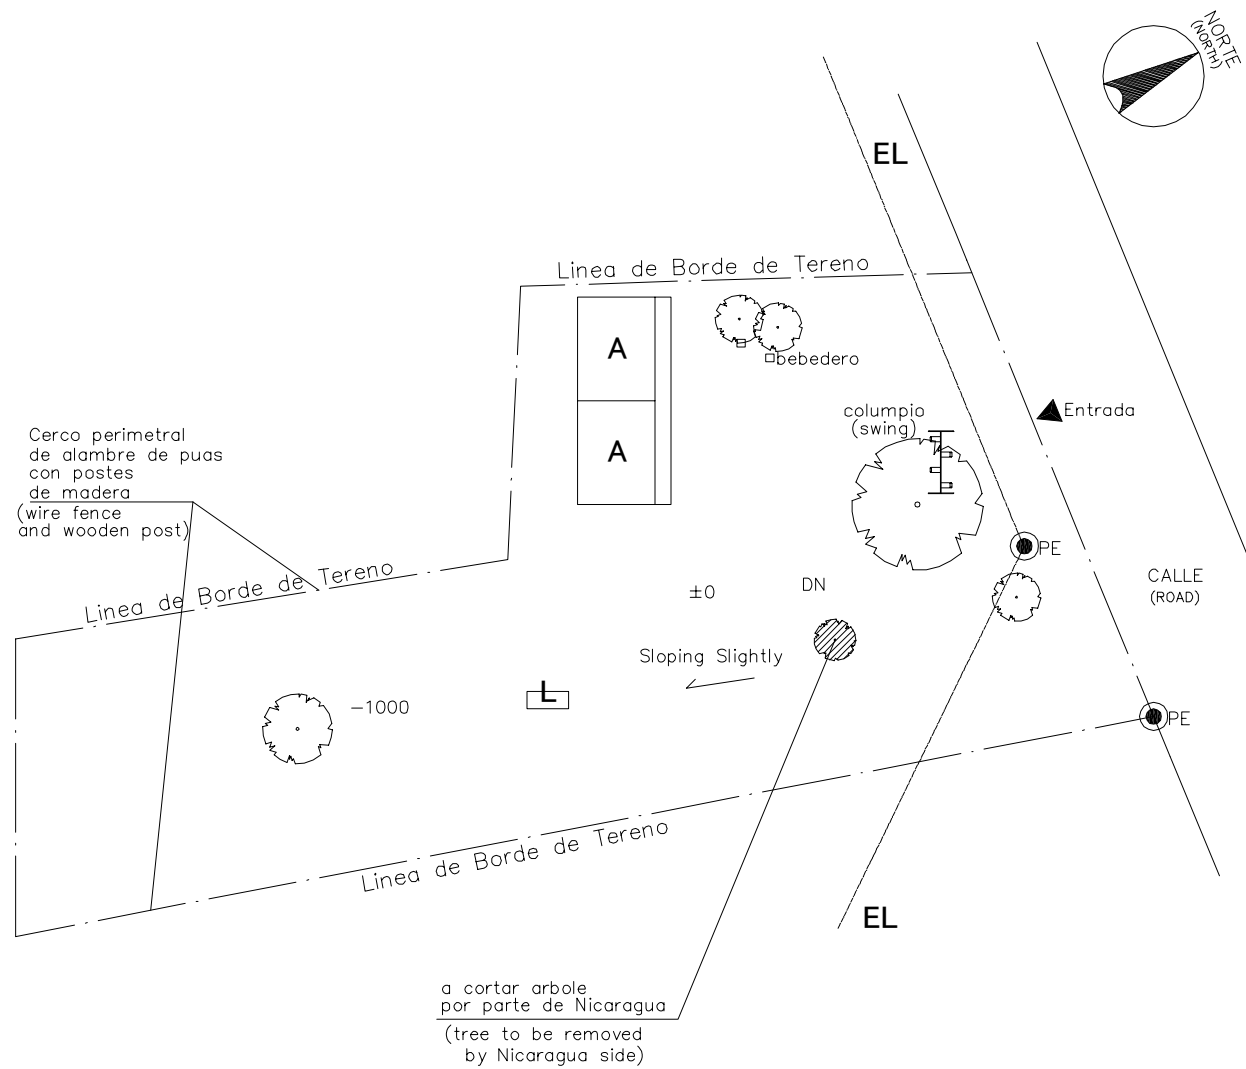 NORTE
(NORTH)
EL
Linea de Borde de Tereno
A
bebedero
columpio
(swing)
Entrada
A
Cerco perimetral
de alambre de puas
con postes
de madera
(wire fence
and wooden post)
PE
CALLE
(ROAD)
Linea de Borde de Tereno
±0
DN
Sloping Slightly
L
-1000
PE
Linea de Borde de Tereno
EL
a cortar arbole
por parte de Nicaragua
(tree to be removed
by Nicaragua side)